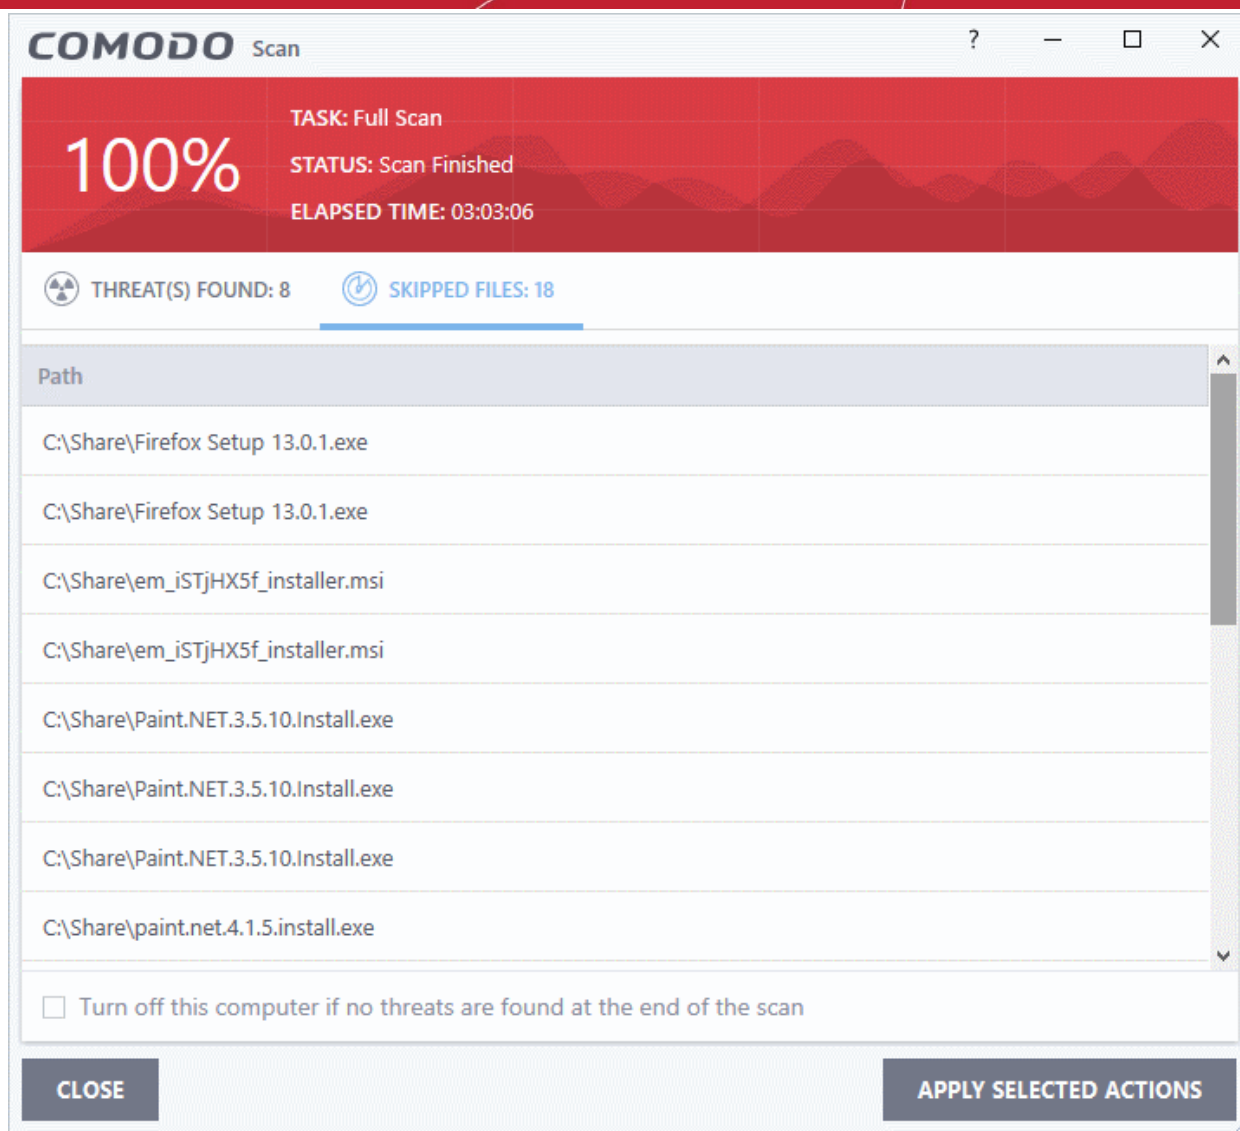 COMODO Scan
?
100%
TASK: Full Scan
STATUS: Scan Finished
ELAPSED TIME: 03:03:06
THREAT(S) FOUND: 8
SKIPPED FILES: 18
Path
C:\Share\Firefox Setup 13.0.1.exe
C:\Share\Firefox Setup 13.0.1.exe
C:\Share\em_iSTjHX5f_installer.msi
C:\Share\em_iSTjHX5f_installer.msi
C:\Share\Paint.NET.3.5.10.Install.exe
C:\Share\Paint.NET.3.5.10.Install.exe
C:\Share\Paint.NET.3.5.10.Install.exe
C:\Share\paint.net.4.1.5.install.exe
Turn off this computer if no threats are found at the end of the scan
CLOSE
APPLY SELECTED ACTIONS